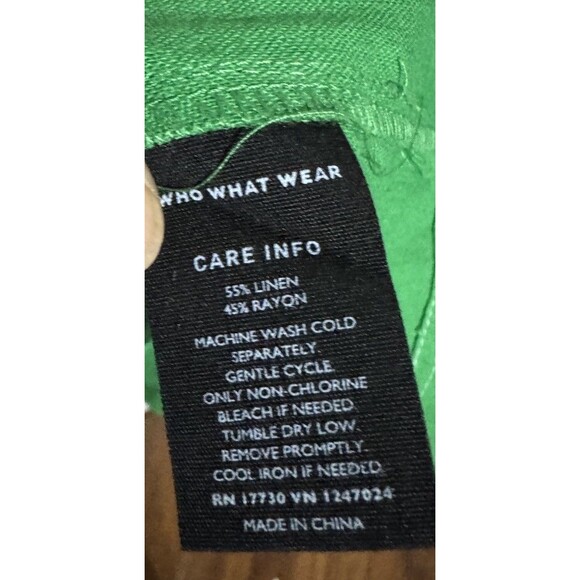 WHO WHAT WEAR
CARE INFO
55% LINEN
45% RAYON
MACHINE WASH COLD
SEPARATELY.
GENTLE CYCLE.
ONLY NON-CHLORINE
BLEACH IF NEEDED.
TUMBLE DRY LOW.
REMOVE PROMPTLY.
COOL IRON IF NEEDED.
RN 17730 VN 1247024
MADE IN CHINA